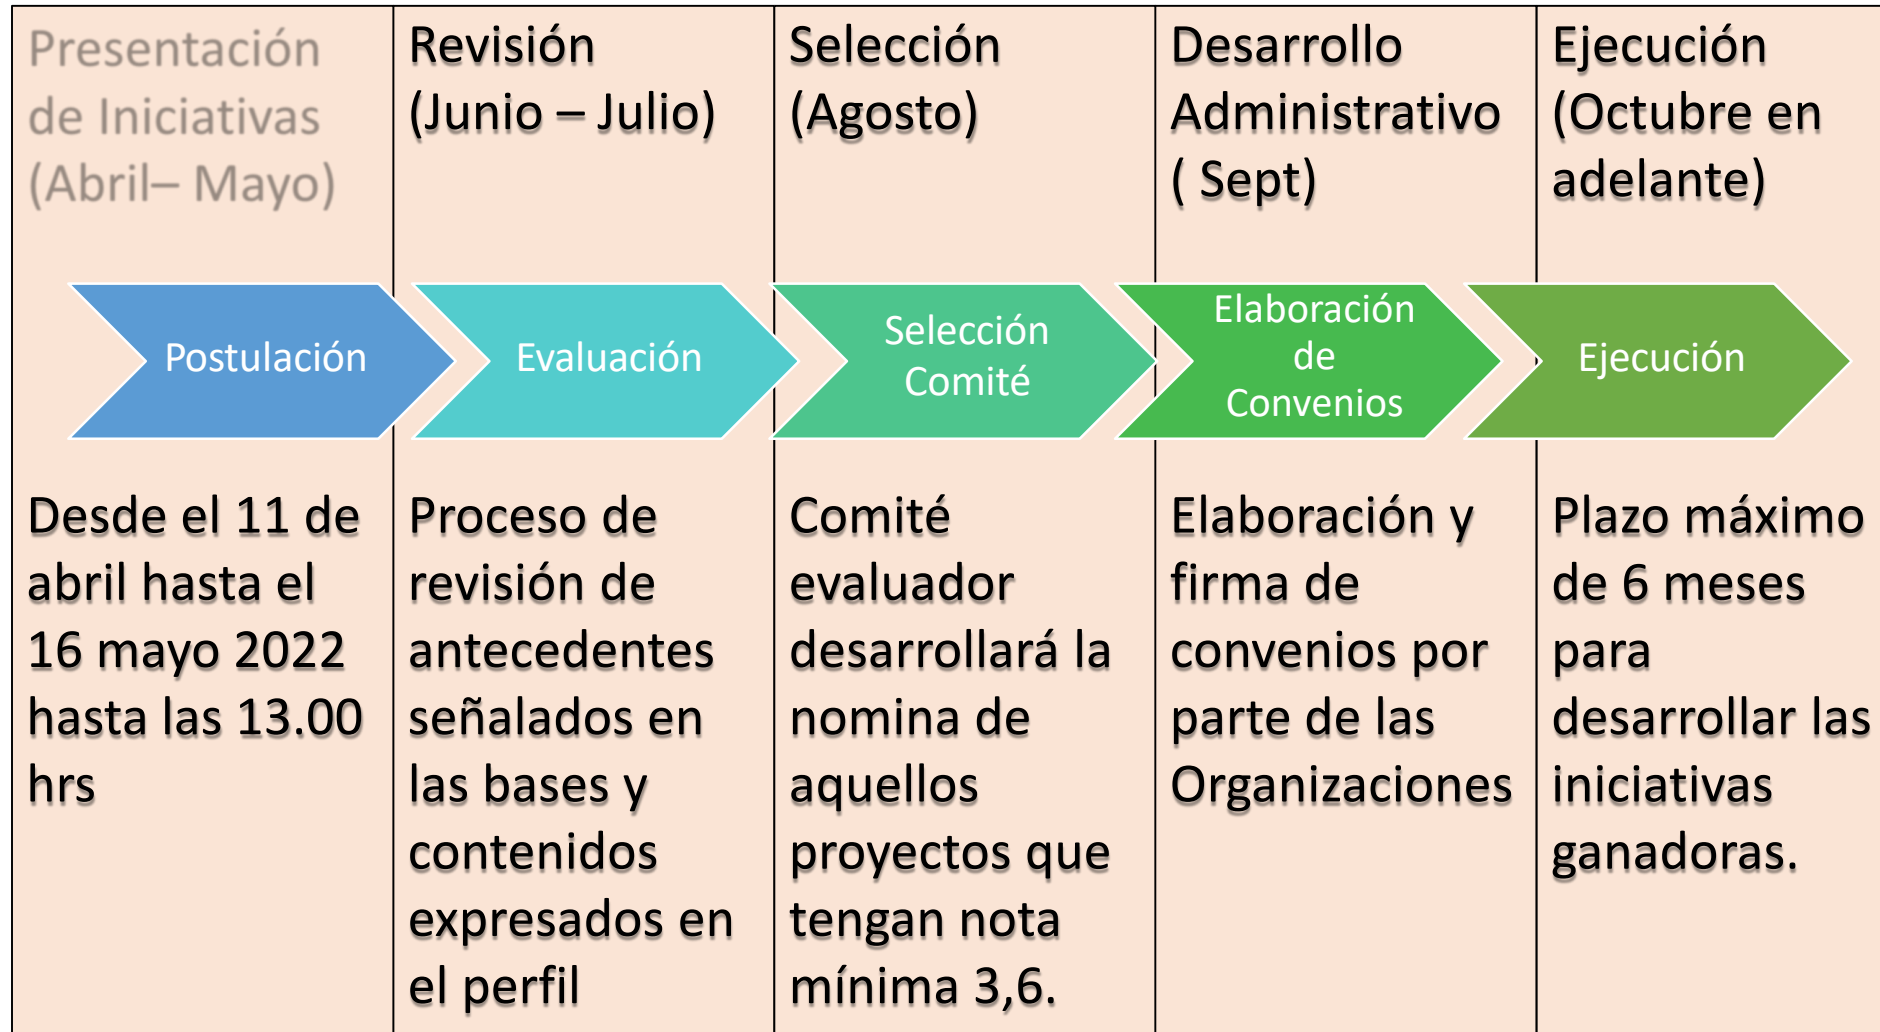 Presentación
de Iniciativas
(Abril– Mayo)
Revisión
(Junio – Julio)
Selección
(Agosto)
Desarrollo
Administrativo
( Sept)
Ejecución
(Octubre en
adelante)
Postulación
Evaluación
Selección
Comité
Elaboración
de
Convenios
Ejecución
Desde el 11 de
abril hasta el
16 mayo 2022
hasta las 13.00
hrs
Proceso de
revisión de
antecedentes
señalados en
las bases y
contenidos
expresados en
el perfil
Comité
evaluador
desarrollará la
nomina de
aquellos
proyectos que
tengan nota
mínima 3,6.
Elaboración y
firma de
convenios por
parte de las
Organizaciones
Plazo máximo
de 6 meses
para
desarrollar las
iniciativas
ganadoras.